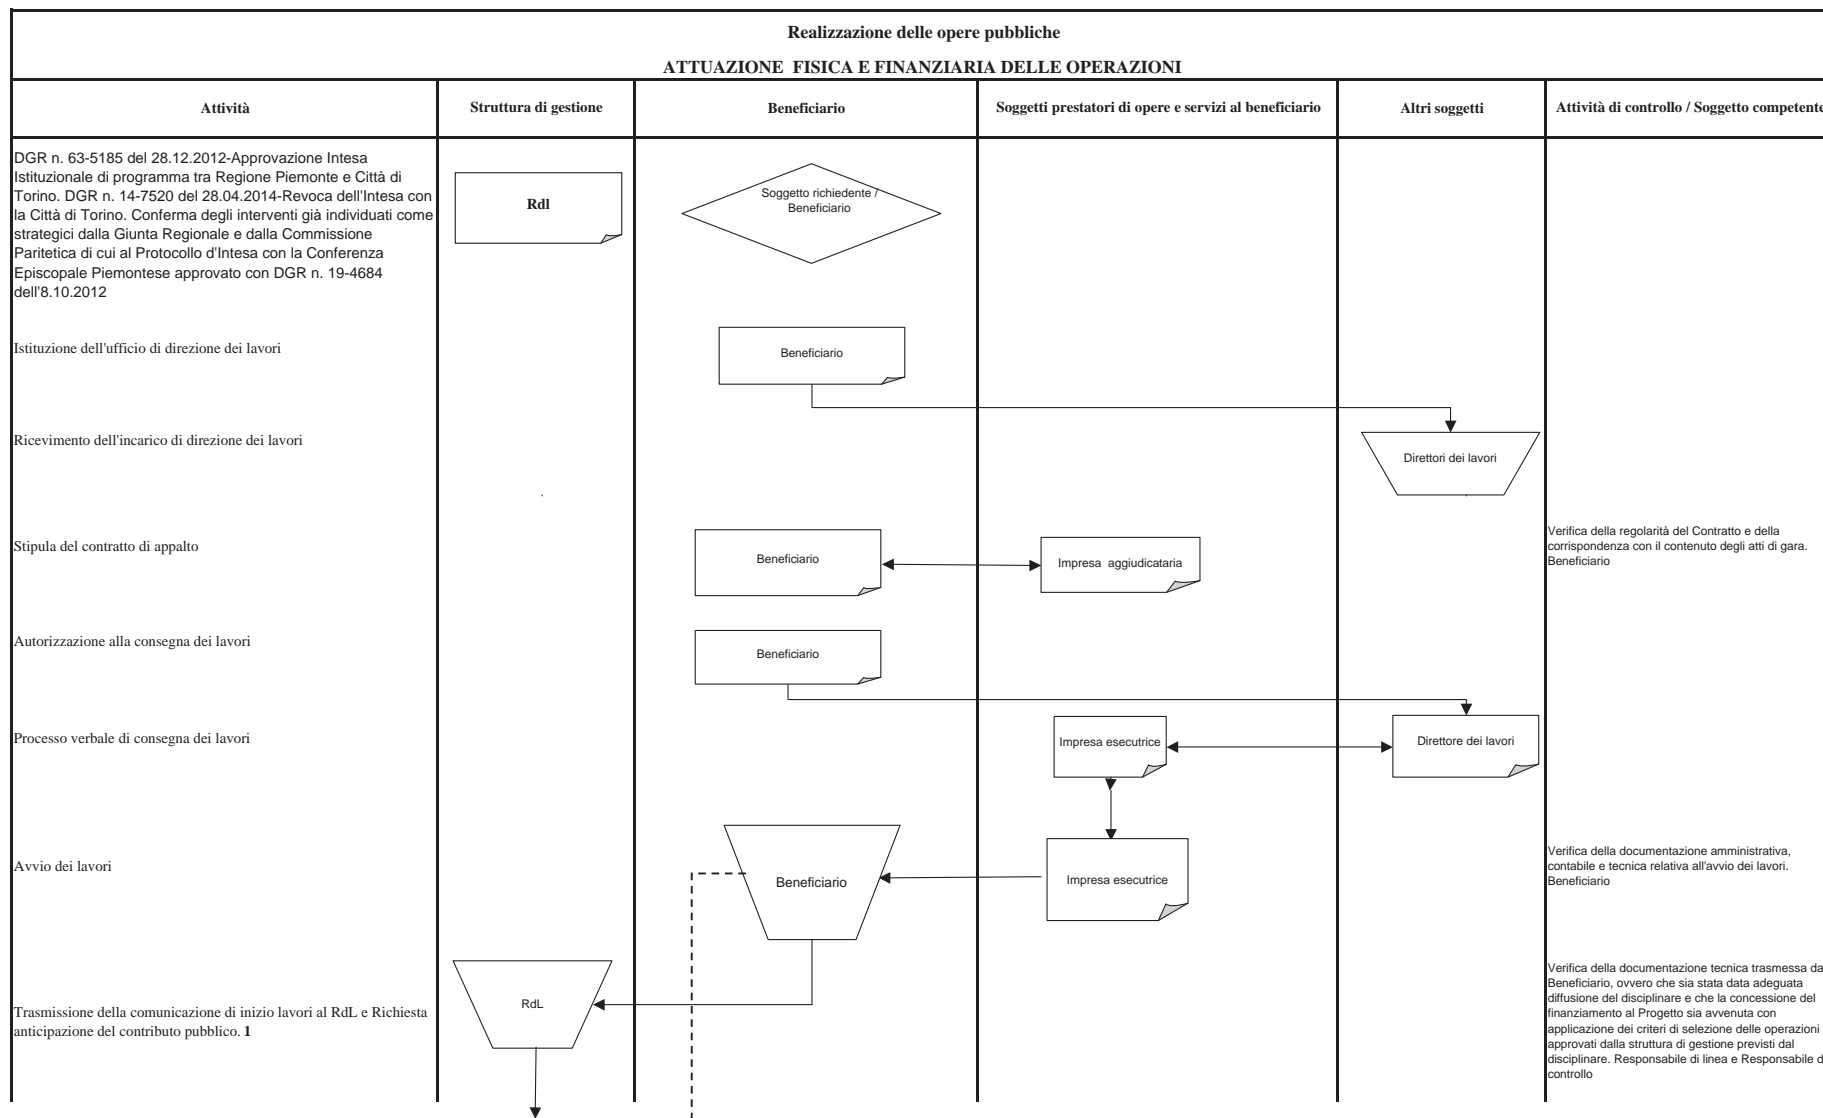 Realizzazione delle opere pubbliche
ATTUAZIONE FISICA E FINANZIARIA DELLE OPERAZIONI
Attività
Struttura di gestione
Beneficiario
Soggetti prestatori di opere e servizi al beneficiario
Altri soggetti
Attività di controllo / Soggetto competente
DGR n. 63-5185 del 28.12.2012-Approvazione Intesa
Istituzionale di programma tra Regione Piemonte e Città di
Torino. DGR n. 14-7520 del 28.04.2014-Revoca dell'Intesa con
la Città di Torino. Conferma degli interventi già individuati come
strategici dalla Giunta Regionale e dalla Commissione
Paritetica di cui al Protocollo d'Intesa con la Conferenza
Episcopale Piemontese approvato con DGR n. 19-4684
dell'8.10.2012
Rdl
Soggetto richiedente /
Beneficiario
Istituzione dell'ufficio di direzione dei lavori
Beneficiario
Ricevimento dell'incarico di direzione dei lavori
Direttori dei lavori
Stipula del contratto di appalto
Beneficiario
Impresa aggiudicataria
Verifica della regolarità del Contratto e della
corrispondenza con il contenuto degli atti di gara.
Beneficiario
Autorizzazione alla consegna dei lavori
Beneficiario
Processo verbale di consegna dei lavori
Impresa esecutrice
Direttore dei lavori
Avvio dei lavori
Beneficiario
Impresa esecutrice
Verifica della documentazione amministrativa,
contabile e tecnica relativa all'avvio dei lavori.
Beneficiario
Trasmissione della comunicazione di inizio lavori al RdL e Richiesta
anticipazione del contributo pubblico. 1
RdL
Verifica della documentazione tecnica trasmessa da
Beneficiario, ovvero che sia stata data adeguata
diffusione del disciplinare e che la concessione del
finanziamento al Progetto sia avvenuta con
applicazione dei criteri di selezione delle operazioni
approvati dalla struttura di gestione previsti dal
disciplinare. Responsabile di linea e Responsabile d
controllo